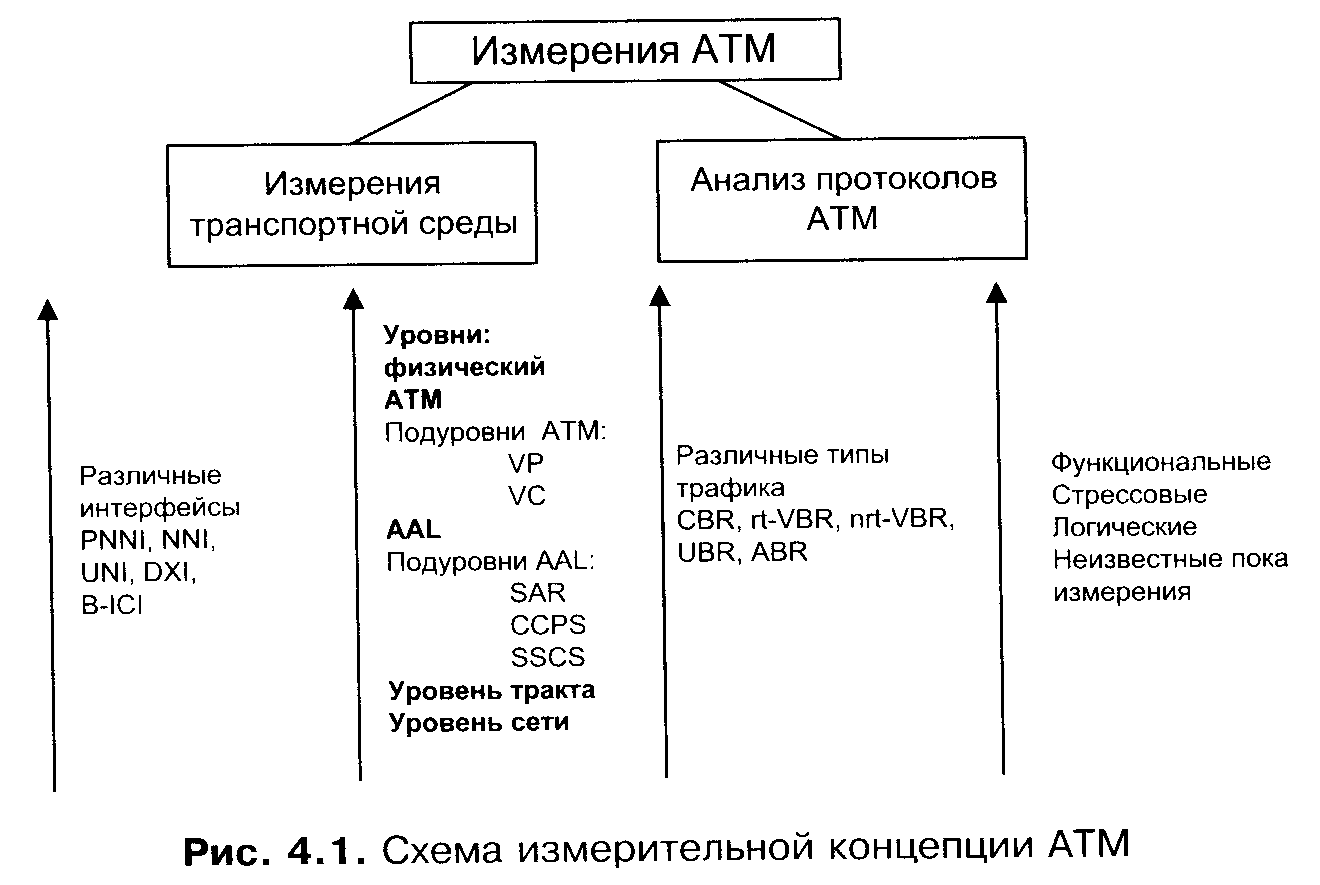 Измерения АТМ
Измерения
транспортной среды
Анализ протоколов
АТМ
Различные
интерфейсы
PNNI, NNI,
UNI, DXI,
B-ICI
Уровни:
физический
АТМ
Подуровни АТМ:
VP
VC
AAL
Подуровни AAL:
SAR
CCPS
SSCS
Уровень тракта
Уровень сети
Различные типы
трафика
CBR, rt-VBR, nrt-VBR,
UBR, ABR
Функциональные
Стрессовые
Логические
Неизвестные пока
измерения
Рис. 4.1. Схема измерительной концепции АТМ